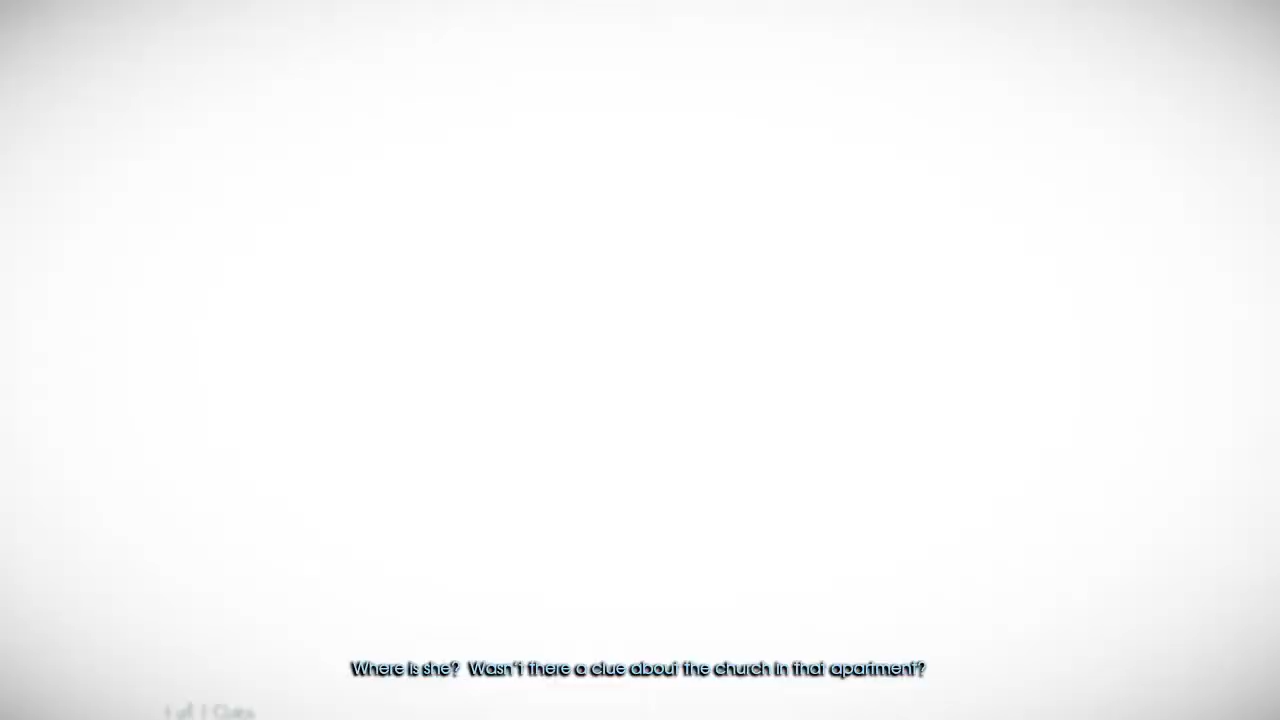 Where is she? Wasn't there a clue about the church in that apartment?